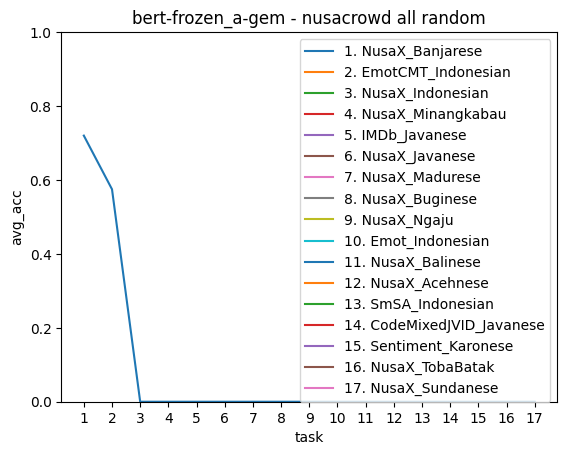 bert-frozen_a-gem - nusacrowd all random
1.0
0.8
0.6
0.4
0.2
0.0
avg_acc
1. NusaX_Banjarese
2. EmotCMT_Indonesian
3. NusaX_Indonesian
4. NusaX_Minangkabau
5. IMDb_Javanese
6. NusaX_Javanese
7. NusaX_Madurese
8. NusaX_Buginese
9. NusaX_Ngaju
10. Emot_Indonesian
11. NusaX_Balinese
12. NusaX_Acehnese
13. SmSA_Indonesian
14. CodeMixedJVID_Javanese
15. Sentiment_Karonese
16. NusaX_TobaBatak
17. NusaX_Sundanese
1 2 3 4 5 6 7 8 9 10 11 12 13 14 15 16 17
task